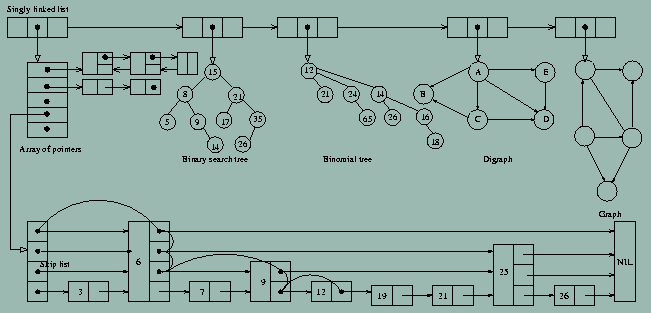 Singly linked list
12
15
A
E
B
8
21
21
24
14
5
9
17
35
65
26
16
C
D
14
26
18
Array of pointers
Binary search tree
Binomial tree
Digraph
Graph
Skip list
6
9
25
NIL
3
7
12
19
21
26